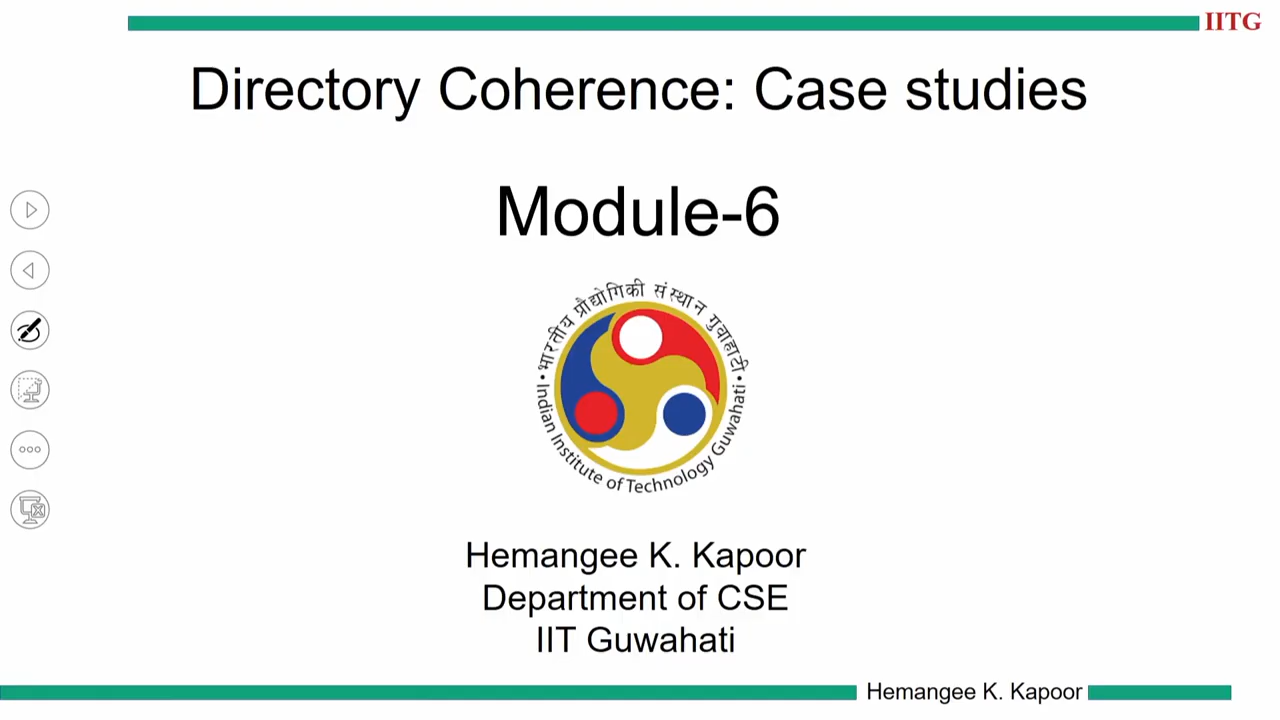 IITG
Directory Coherence: Case studies
Module-6
भारतीय प्रौद्योगिकी संस्थान गुवाहाटी
Indian Institute of Technology Guwahati
Hemangee K. Kapoor
Department of CSE
IIT Guwahati
Hemangee K. Kapoor